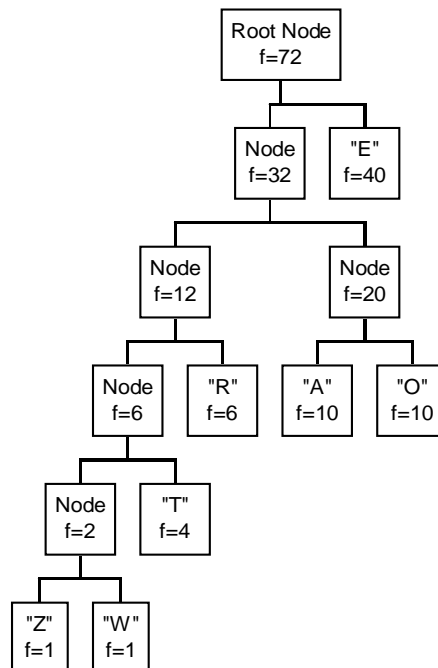 Root Node
f=72
Node
f=32
"E"
f=40
Node
f=12
Node
f=20
Node
f=6
"R"
f=6
"A"
f=10
"O"
f=10
Node
f=2
"T"
f=4
"Z"
f=1
"W"
f=1